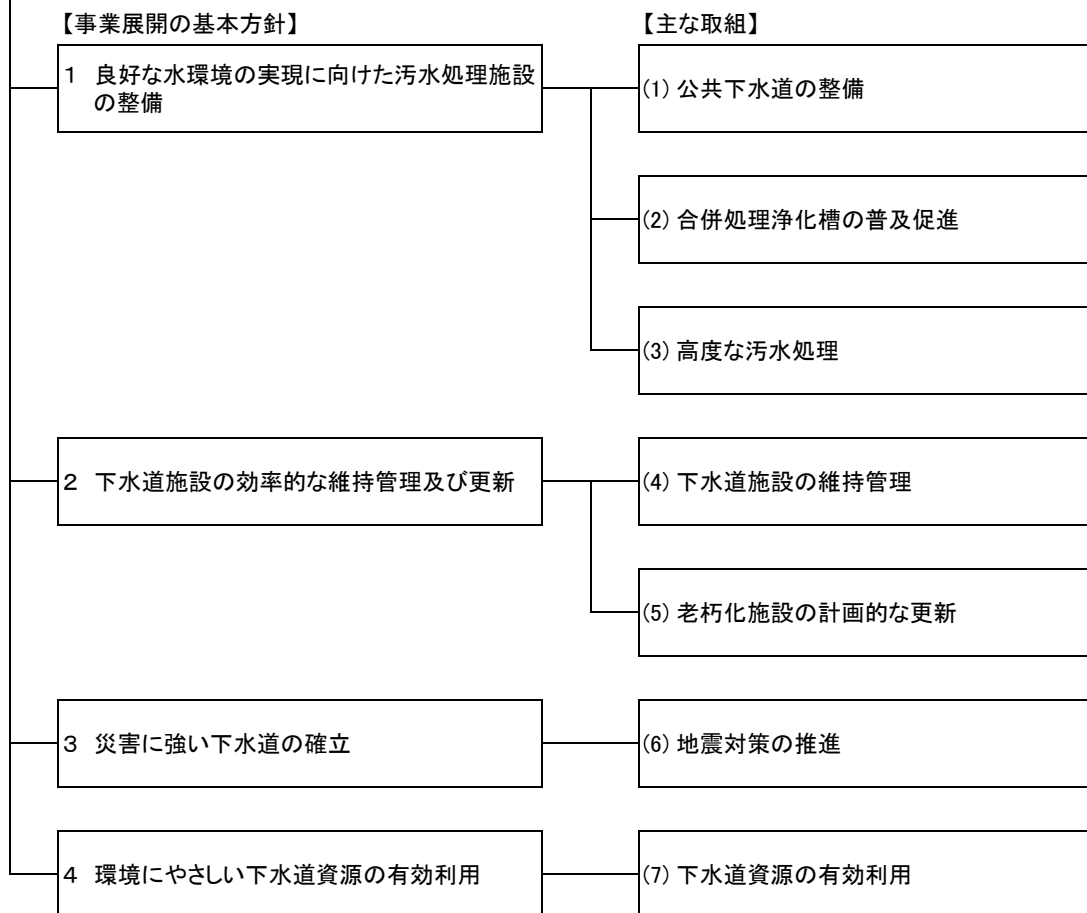 【事業展開の基本方針】
【主な取組】
1 良好な水環境の実現に向けた汚水処理施設
の整備
(1) 公共下水道の整備
(2) 合併処理浄化槽の普及促進
(3) 高度な汚水処理
2 下水道施設の効率的な維持管理及び更新
(4) 下水道施設の維持管理
(5) 老朽化施設の計画的な更新
3 災害に強い下水道の確立
(6) 地震対策の推進
4 環境にやさしい下水道資源の有効利用
(7) 下水道資源の有効利用